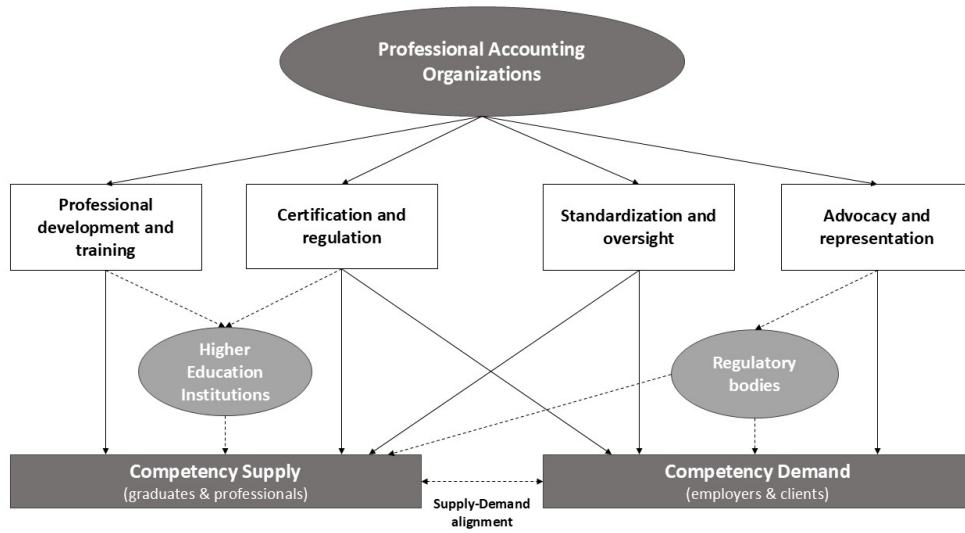 Professional Accounting
Organizations
Professional
development and
training
Certification and
regulation
Standardization and
oversight
Advocacy and
representation
Higher
Education
Institutions
Regulatory
bodies
Competency Supply
(graduates & professionals)
Competency Demand
(employers & clients)
Supply-Demand
alignment